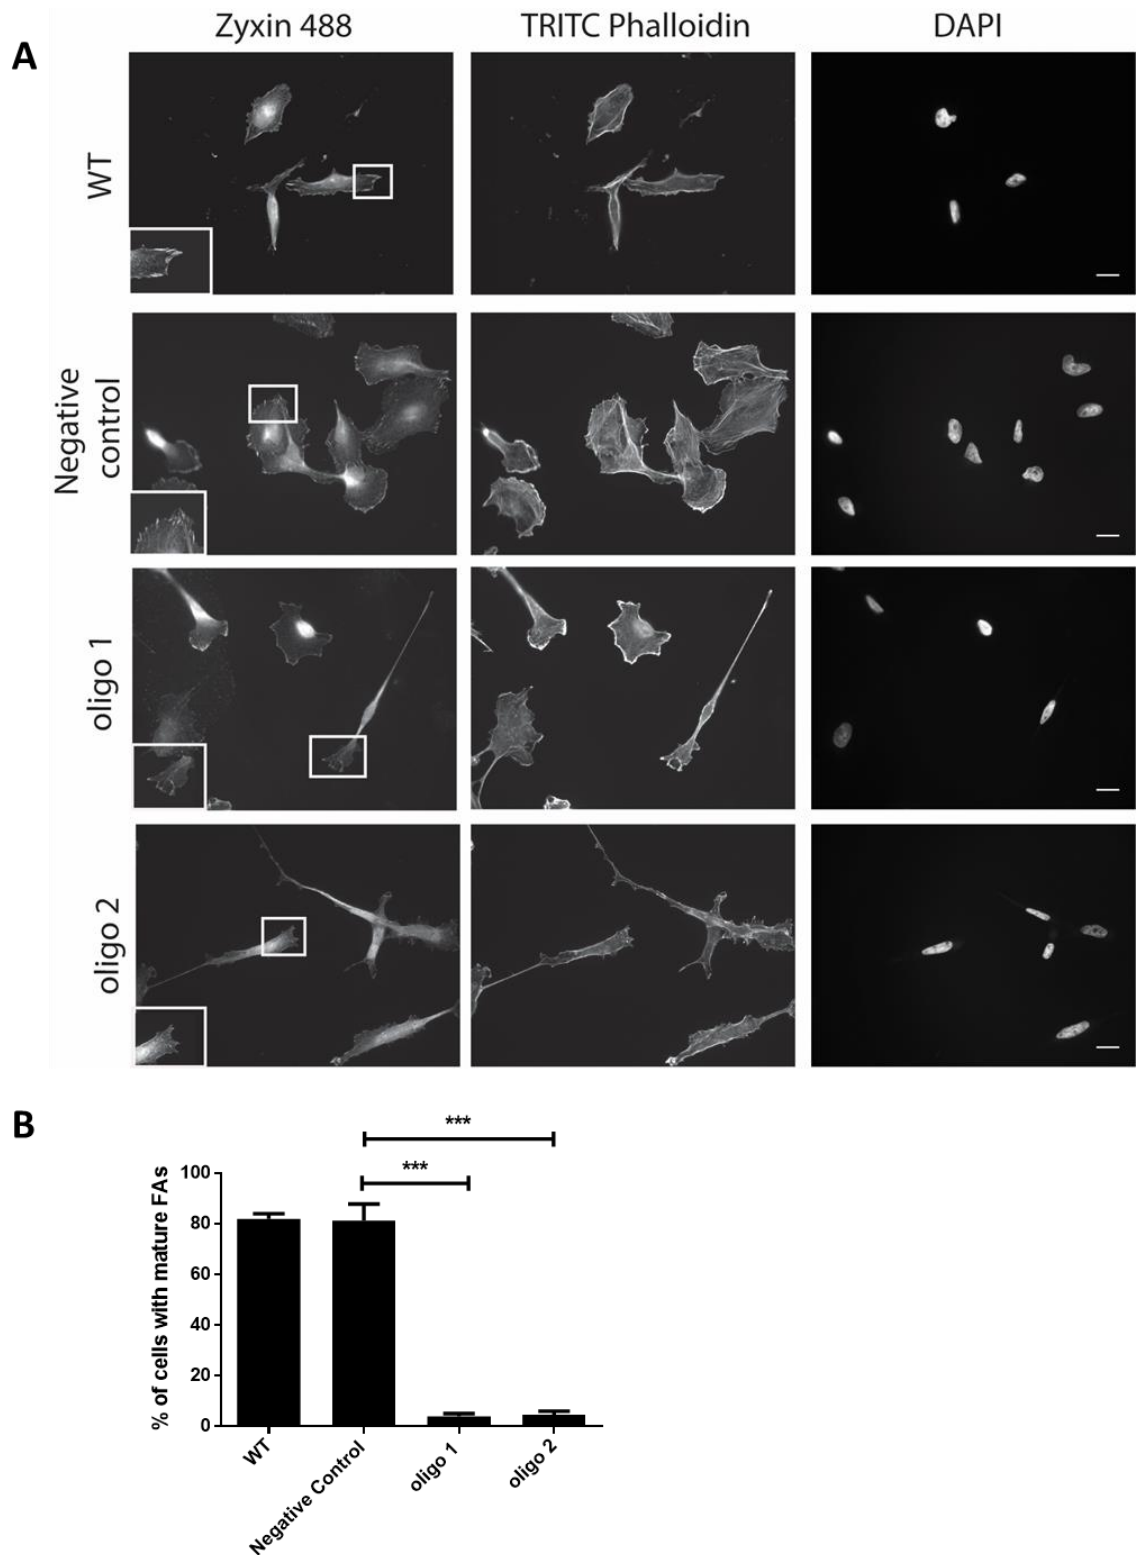 A
Zyxin 488
TRITC Phalloidin
DAPI
WT
Negative
control
oligo 1
oligo 2
B
% of cells with mature FAs
100
80
60
40
20
0
***
***
WT
Negative Control
oligo 1
oligo 2